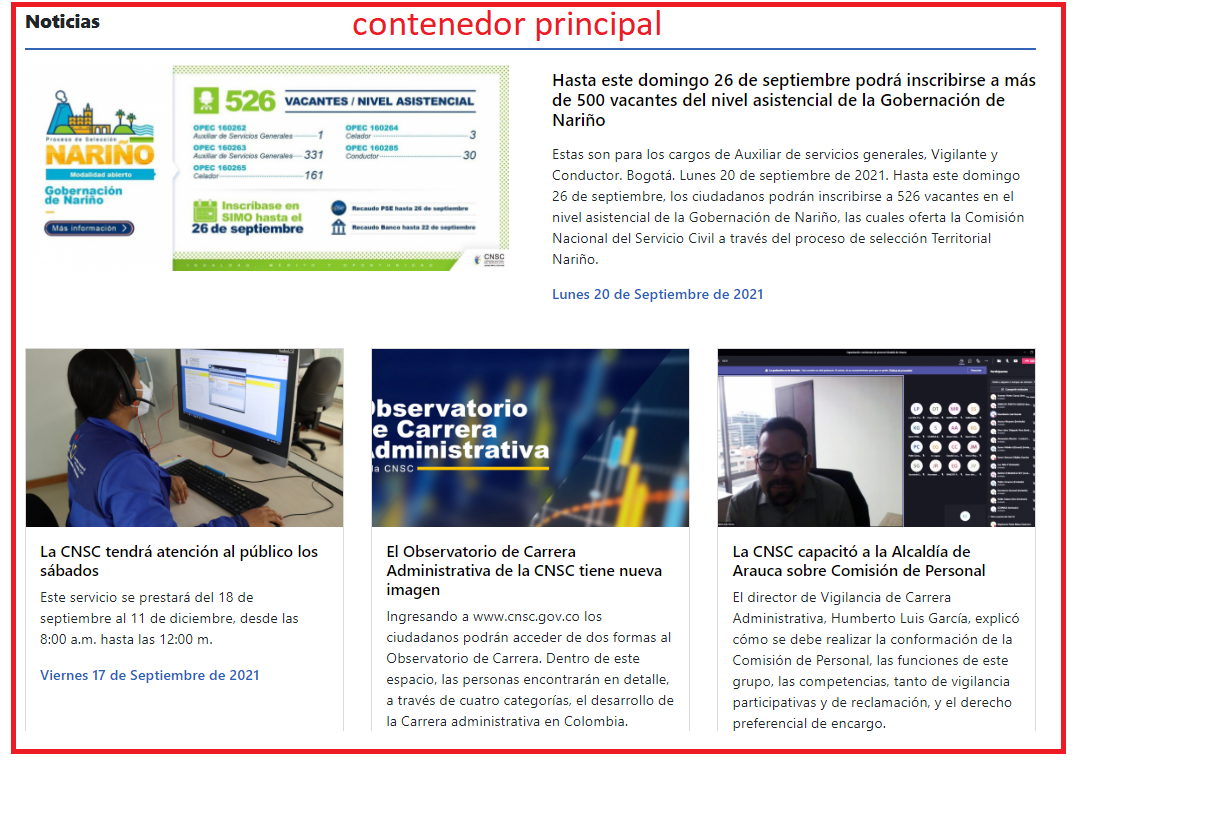 Noticias
contenedor principal
Proceso de Selección
NARIÑO
Modalidad abierto
Gobernación
de Nariño
Más información
526 VACANTES / NIVEL ASISTENCIAL
OPEC 160262
Auxiliar de Servicios Generales 1
OPEC 160263
Auxiliar de Servicios Generales 331
OPEC 160265
Celador 161
OPEC 160264
Celador 3
OPEC 160285
Conductor 30
Inscríbase en
SIMO hasta el
26 de septiembre
Recaudo PSE hasta 26 de septiembre
Recaudo Banco hasta 22 de septiembre
IGUALDAD, MÉRITO Y OPORTUNIDAD
CNSC
Hasta este domingo 26 de septiembre podrá inscribirse a más
de 500 vacantes del nivel asistencial de la Gobernación de
Nariño
Estas son para los cargos de Auxiliar de servicios generales, Vigilante y
Conductor. Bogotá. Lunes 20 de septiembre de 2021. Hasta este domingo
26 de septiembre, los ciudadanos podrán inscribirse a 526 vacantes en el
nivel asistencial de la Gobernación de Nariño, las cuales oferta la Comisión
Nacional del Servicio Civil a través del proceso de selección Territorial
Nariño.
Lunes 20 de Septiembre de 2021
La CNSC tendrá atención al público los
sábados
Este servicio se prestará del 18 de
septiembre al 11 de diciembre, desde las
8:00 a.m. hasta las 12:00 m.
Viernes 17 de Septiembre de 2021
Observatorio
de Carrera
Administrativa
la CNSC
El Observatorio de Carrera
Administrativa de la CNSC tiene nueva
imagen
Ingresando a www.cnsc.gov.co los
ciudadanos podrán acceder de dos formas al
Observatorio de Carrera. Dentro de este
espacio, las personas encontrarán en detalle,
a través de cuatro categorías, el desarrollo de
la Carrera administrativa en Colombia.
La CNSC capacitó a la Alcaldía de
Arauca sobre Comisión de Personal
El director de Vigilancia de Carrera
Administrativa, Humberto Luis García, explicó
cómo se debe realizar la conformación de la
Comisión de Personal, las funciones de este
grupo, las competencias, tanto de vigilancia
participativas y de reclamación, y el derecho
preferencial de encargo.